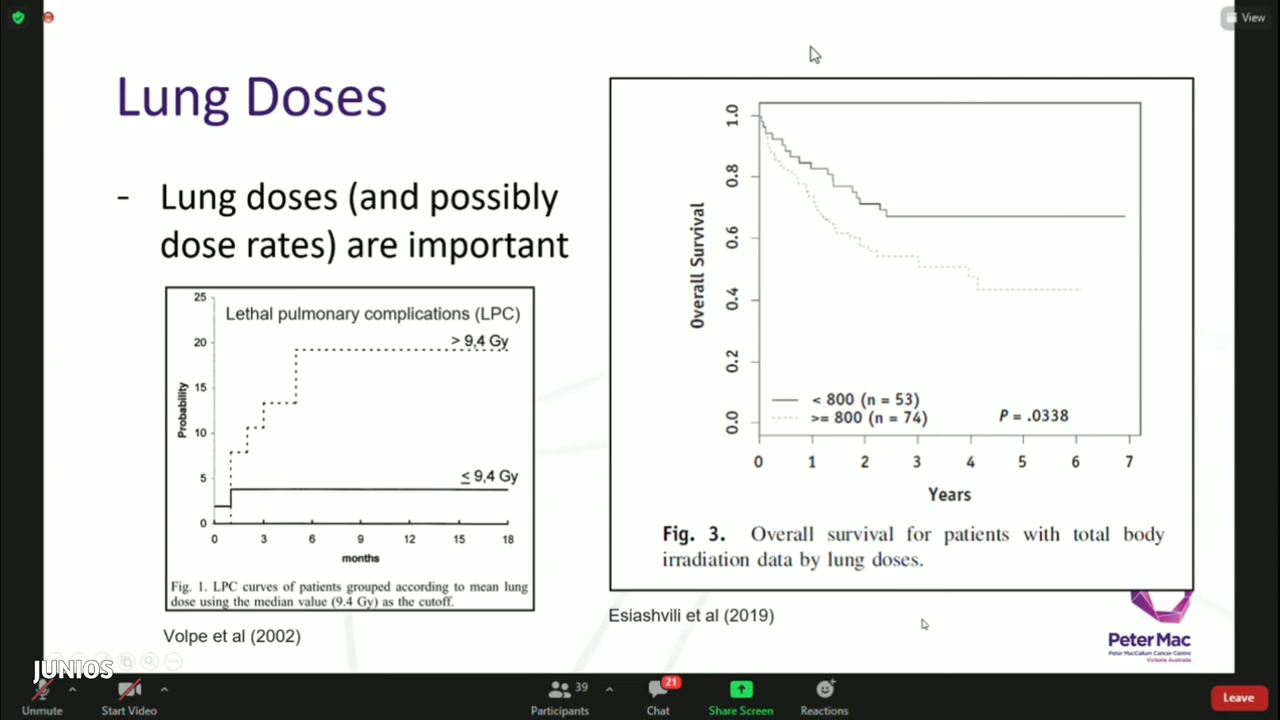 View
Lung Doses
- Lung doses (and possibly
dose rates) are important
25
20
15
10
5
0
Probability
Lethal pulmonary complications (LPC)
> 9,4 Gy
≤ 9,4 Gy
0 3 6 9 12 15 18
months
Fig. 1. LPC curves of patients grouped according to mean lung
dose using the median value (9.4 Gy) as the cutoff.
Volpe et al (2002)
1.0
0.8
0.6
0.4
0.2
0.0
Overall Survival
< 800 (n = 53)
>= 800 (n = 74)
P = .0338
0 1 2 3 4 5 6 7
Years
Fig. 3. Overall survival for patients with total body
irradiation data by lung doses.
Esiashvili et al (2019)
Peter Mac
Peter MacCallum Cancer Centre
Victoria Australia
JUNIOS
Unmute
Start Video
39
Participants
21
Chat
Share Screen
Reactions
Leave